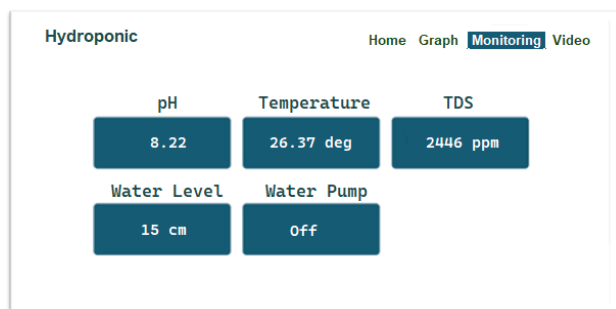 Hydroponic
Home Graph Monitoring Video
pH Temperature TDS
8.22 26.37 deg 2446 ppm
Water Level Water Pump
15 cm Off